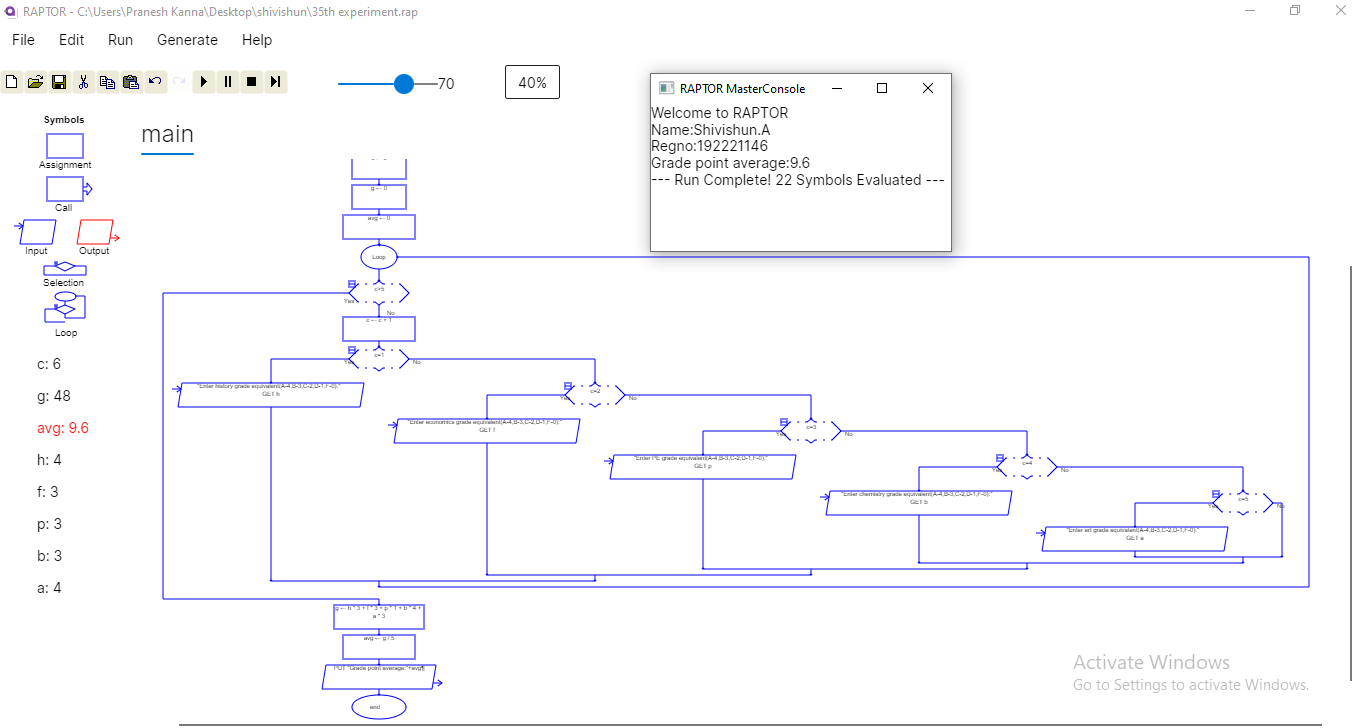 RAPTOR - C:\Users\Pranesh Kanna\Desktop\shivishun\35th experiment.rap
File Edit Run Generate Help
70
40%
Symbols
Assignment
Call
Input Output
Selection
Loop
c: 6
g: 48
avg: 9.6
h: 4
f: 3
p: 3
b: 3
a: 4
main
RAPTOR MasterConsole
Welcome to RAPTOR
Name:Shivishun.A
Regno:192221146
Grade point average:9.6
--- Run Complete! 22 Symbols Evaluated ---
g ← 0
avg ← 0
Loop
c>5
Yes
No
c ← c + 1
c=1
Yes No
"Enter history grade equivalent(A-4,B-3,C-2,D-1,F-0):"
GET h
c=2
Yes No
"Enter economics grade equivalent(A-4,B-3,C-2,D-1,F-0):"
GET f
c=3
Yes No
"Enter PE grade equivalent(A-4,B-3,C-2,D-1,F-0):"
GET p
c=4
Yes No
"Enter chemistry grade equivalent(A-4,B-3,C-2,D-1,F-0):"
GET b
c=5
Yes No
"Enter art grade equivalent(A-4,B-3,C-2,D-1,F-0):"
GET a
g ← h * 3 + f * 3 + p * 1 + b * 4 +
a * 3
avg ← g / 5
PUT "Grade point average:"+avg¶
end
Activate Windows
Go to Settings to activate Windows.